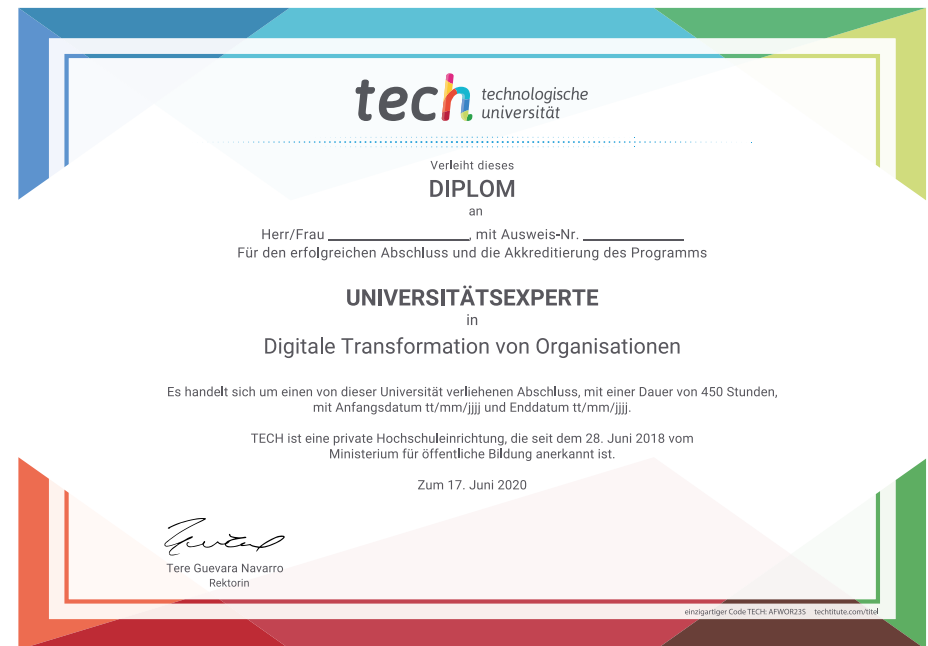 tech technologische
universität
Verleiht dieses
DIPLOM
an
Herr/Frau ____________, mit Ausweis-Nr. ____________
Für den erfolgreichen Abschluss und die Akkreditierung des Programms
UNIVERSITÄTSEXPERTE
in
Digitale Transformation von Organisationen
Es handelt sich um einen von dieser Universität verliehenen Abschluss, mit einer Dauer von 450 Stunden,
mit Anfangsdatum tt/mm/jjjj und Enddatum tt/mm/jjjj.
TECH ist eine private Hochschuleinrichtung, die seit dem 28. Juni 2018 vom
Ministerium für öffentliche Bildung anerkannt ist.
Zum 17. Juni 2020
Tere Guevara Navarro
Rektorin
einzigartiger Code TECH: AFWOR23S techtitute.com/titel